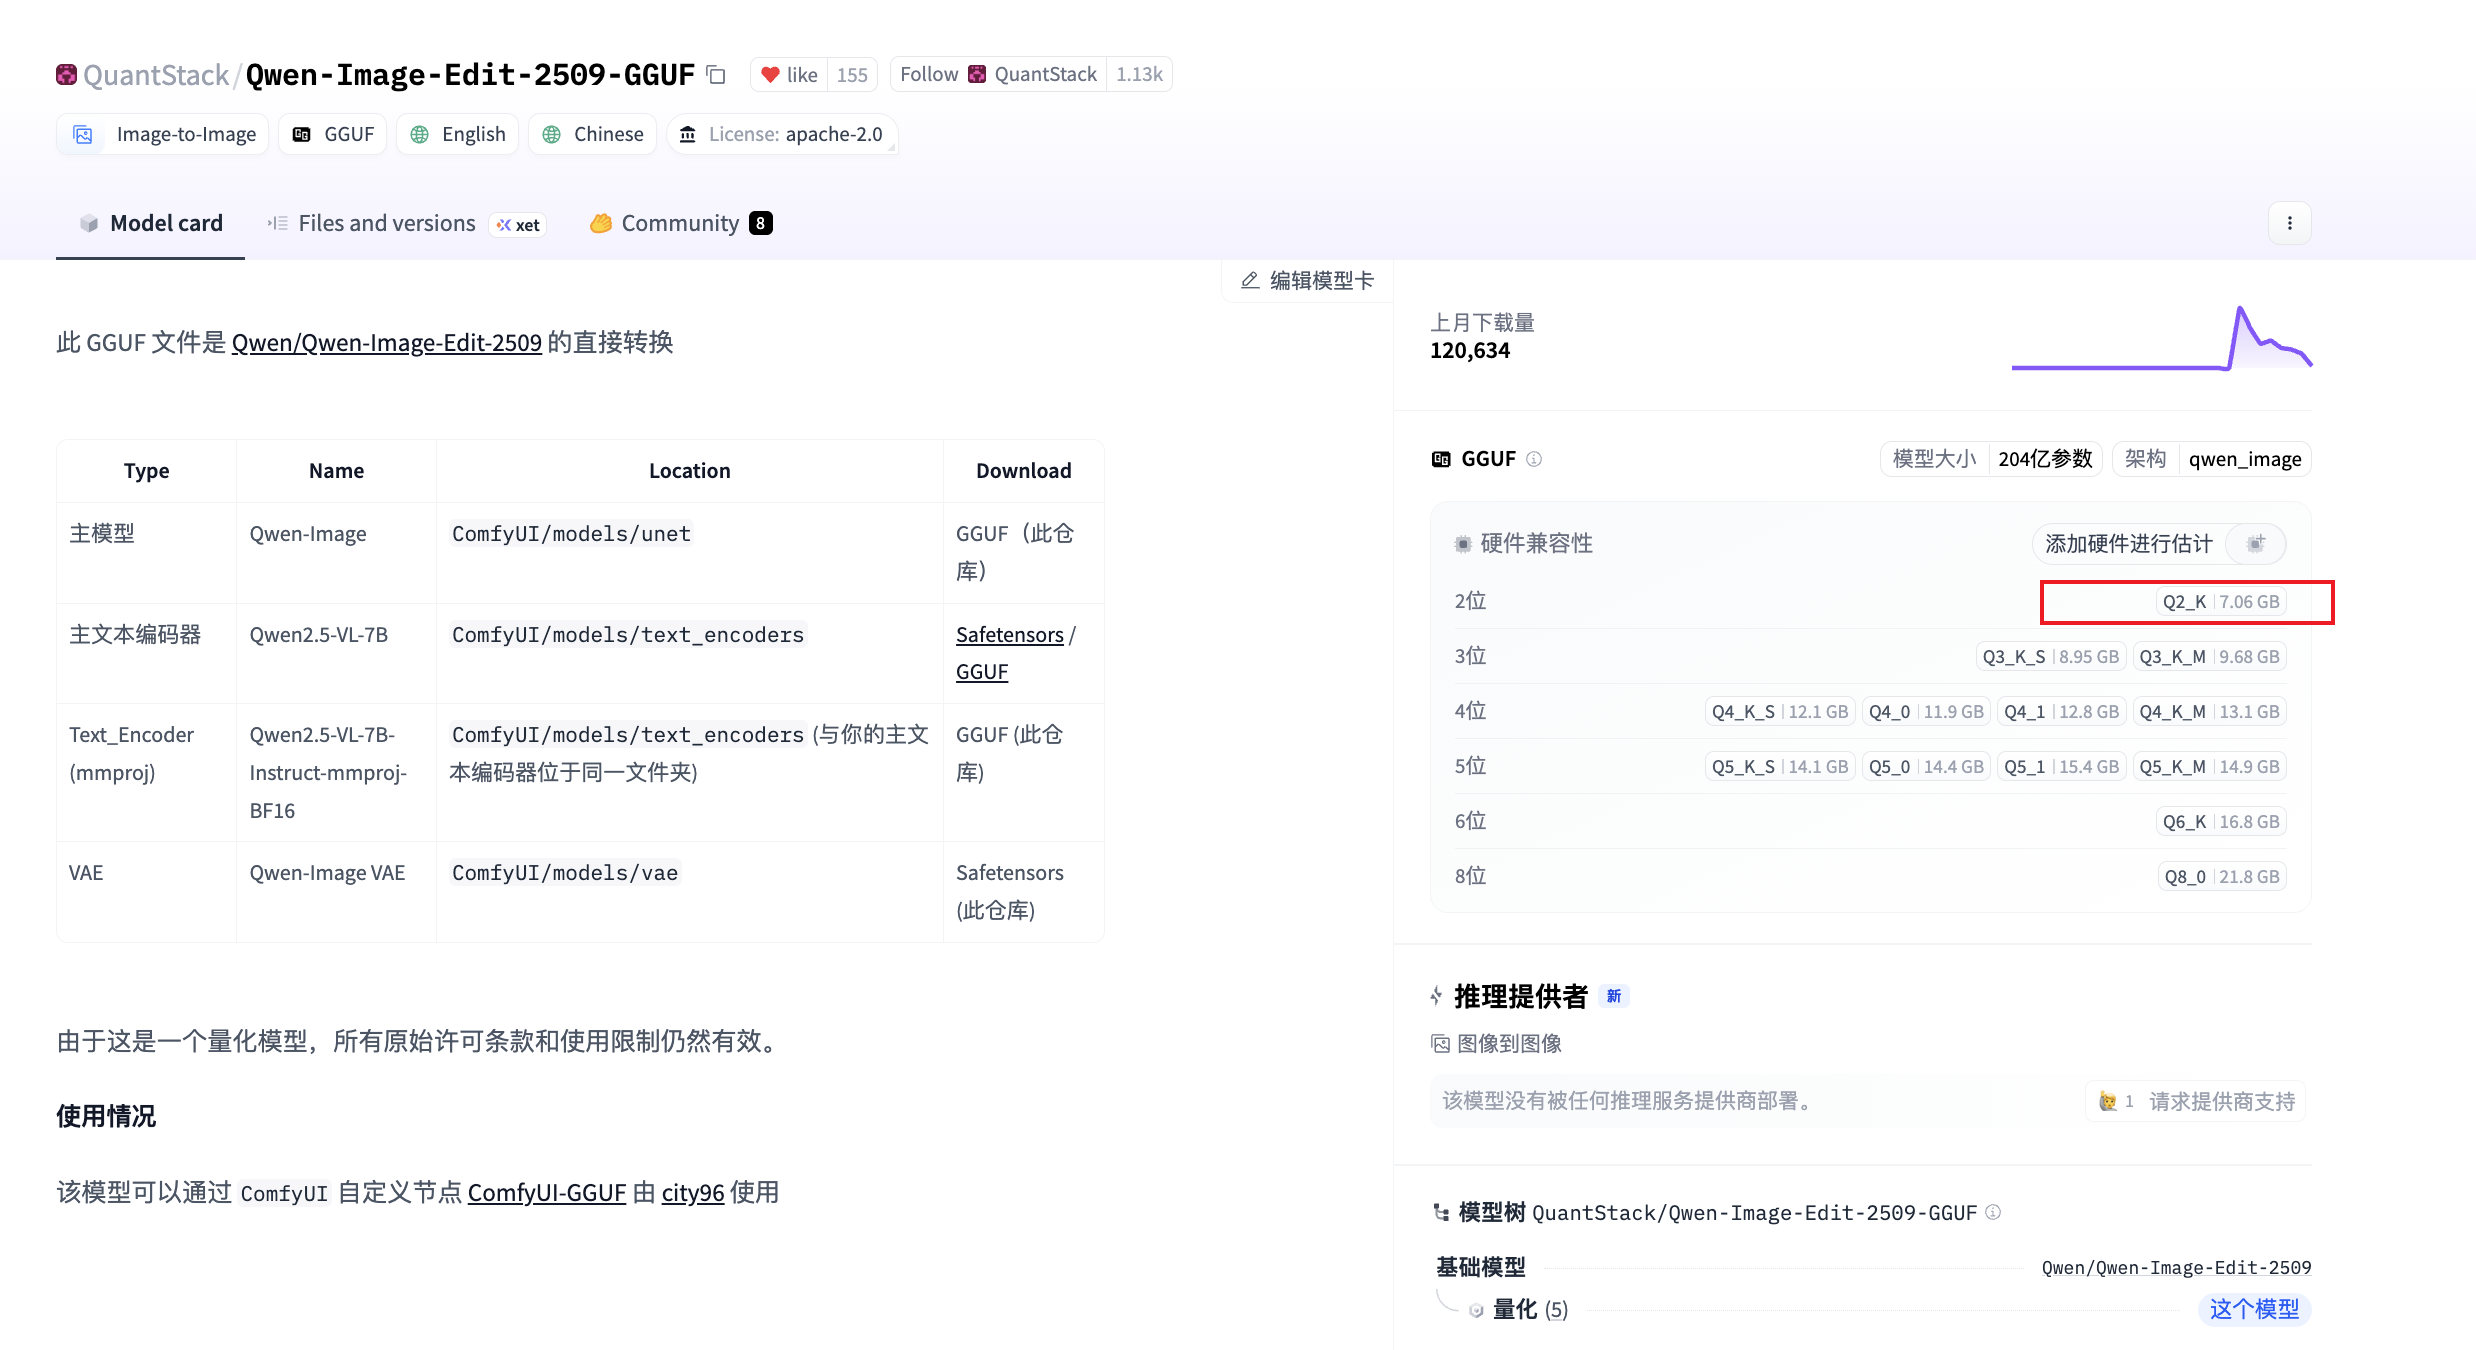 QuantStack/Qwen-Image-Edit-2509-GGUF like 155 Follow QuantStack 1.13k
Image-to-Image GGUF English Chinese License: apache-2.0
Model card Files and versions xet Community 8
编辑模型卡
此 GGUF 文件是 Qwen/Qwen-Image-Edit-2509 的直接转换
Type Name Location Download
主模型 Qwen-Image ComfyUI/models/unet GGUF（此仓
库）
主文本编码器 Qwen2.5-VL-7B ComfyUI/models/text_encoders Safetensors /
GGUF
Text_Encoder Qwen2.5-VL-7B- ComfyUI/models/text_encoders (与你的主文 GGUF (此仓
(mmproj) Instruct-mmproj- 本编码器位于同一文件夹) 库)
BF16
VAE Qwen-Image VAE ComfyUI/models/vae Safetensors
(此仓库)
由于这是一个量化模型，所有原始许可条款和使用限制仍然有效。
使用情况
该模型可以通过 ComfyUI 自定义节点 ComfyUI-GGUF 由 city96 使用
上月下载量
120,634
GGUF 模型大小 204亿参数 架构 qwen_image
硬件兼容性 添加硬件进行估计
2位 Q2_K 7.06 GB
3位 Q3_K_S 8.95 GB Q3_K_M 9.68 GB
4位 Q4_K_S 12.1 GB Q4_0 11.9 GB Q4_1 12.8 GB Q4_K_M 13.1 GB
5位 Q5_K_S 14.1 GB Q5_0 14.4 GB Q5_1 15.4 GB Q5_K_M 14.9 GB
6位 Q6_K 16.8 GB
8位 Q8_0 21.8 GB
推理提供者 新
图像到图像
该模型没有被任何推理服务提供商部署。 1 请求提供商支持
模型树 QuantStack/Qwen-Image-Edit-2509-GGUF
基础模型 Qwen/Qwen-Image-Edit-2509
量化 (5) 这个模型